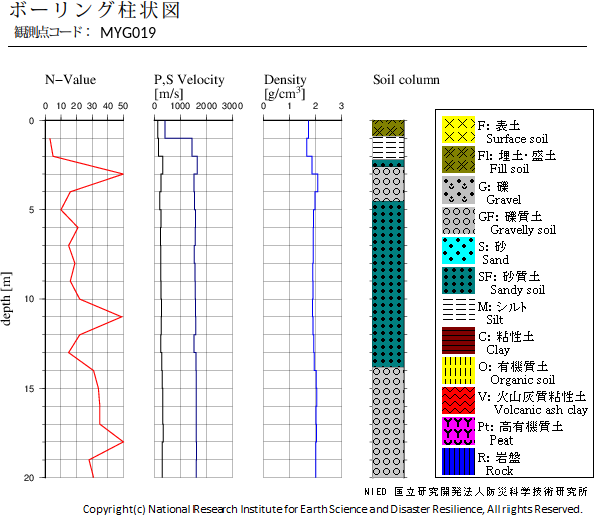 ボーリング柱状図
観測点コード： MYG019
N−Value
P,S Velocity
[m/s]
Density
[g/cm3]
Soil column
0 10 20 30 40 50
0 1000 2000 3000
0 1 2 3
0
5
10
15
20
depth [m]
F: 表土
Surface soil
Fl: 埋土・盛土
Fill soil
G: 礫
Gravel
GF: 礫質土
Gravelly soil
S: 砂
Sand
SF: 砂質土
Sandy soil
M: シルト
Silt
C: 粘性土
Clay
O: 有機質土
Organic soil
V: 火山灰質粘性土
Volcanic ash clay
Pt: 高有機質土
Peat
R: 岩盤
Rock
NIED 国立研究開発法人防災科学技術研究所
Copyright(c) National Research Institute for Earth Science and Disaster Resilience, All rights Reserved.